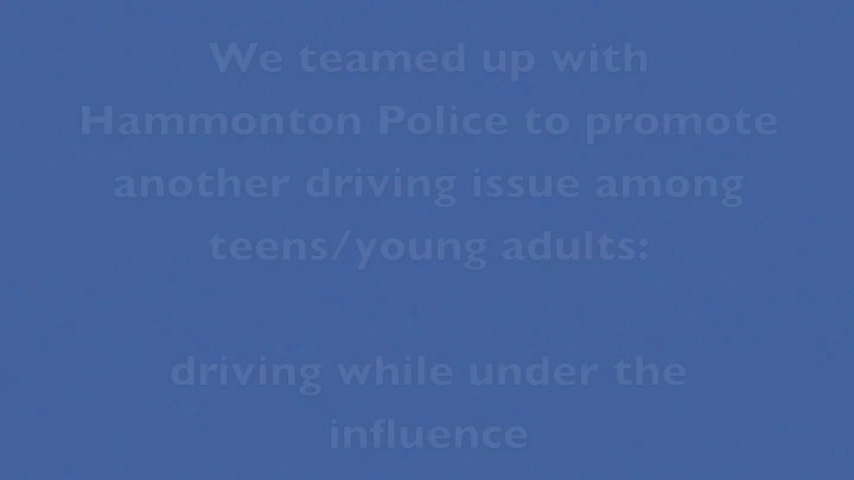 We teamed up with
Hammonton Police to promote
another driving issue among
teens/young adults:
driving while under the
influence